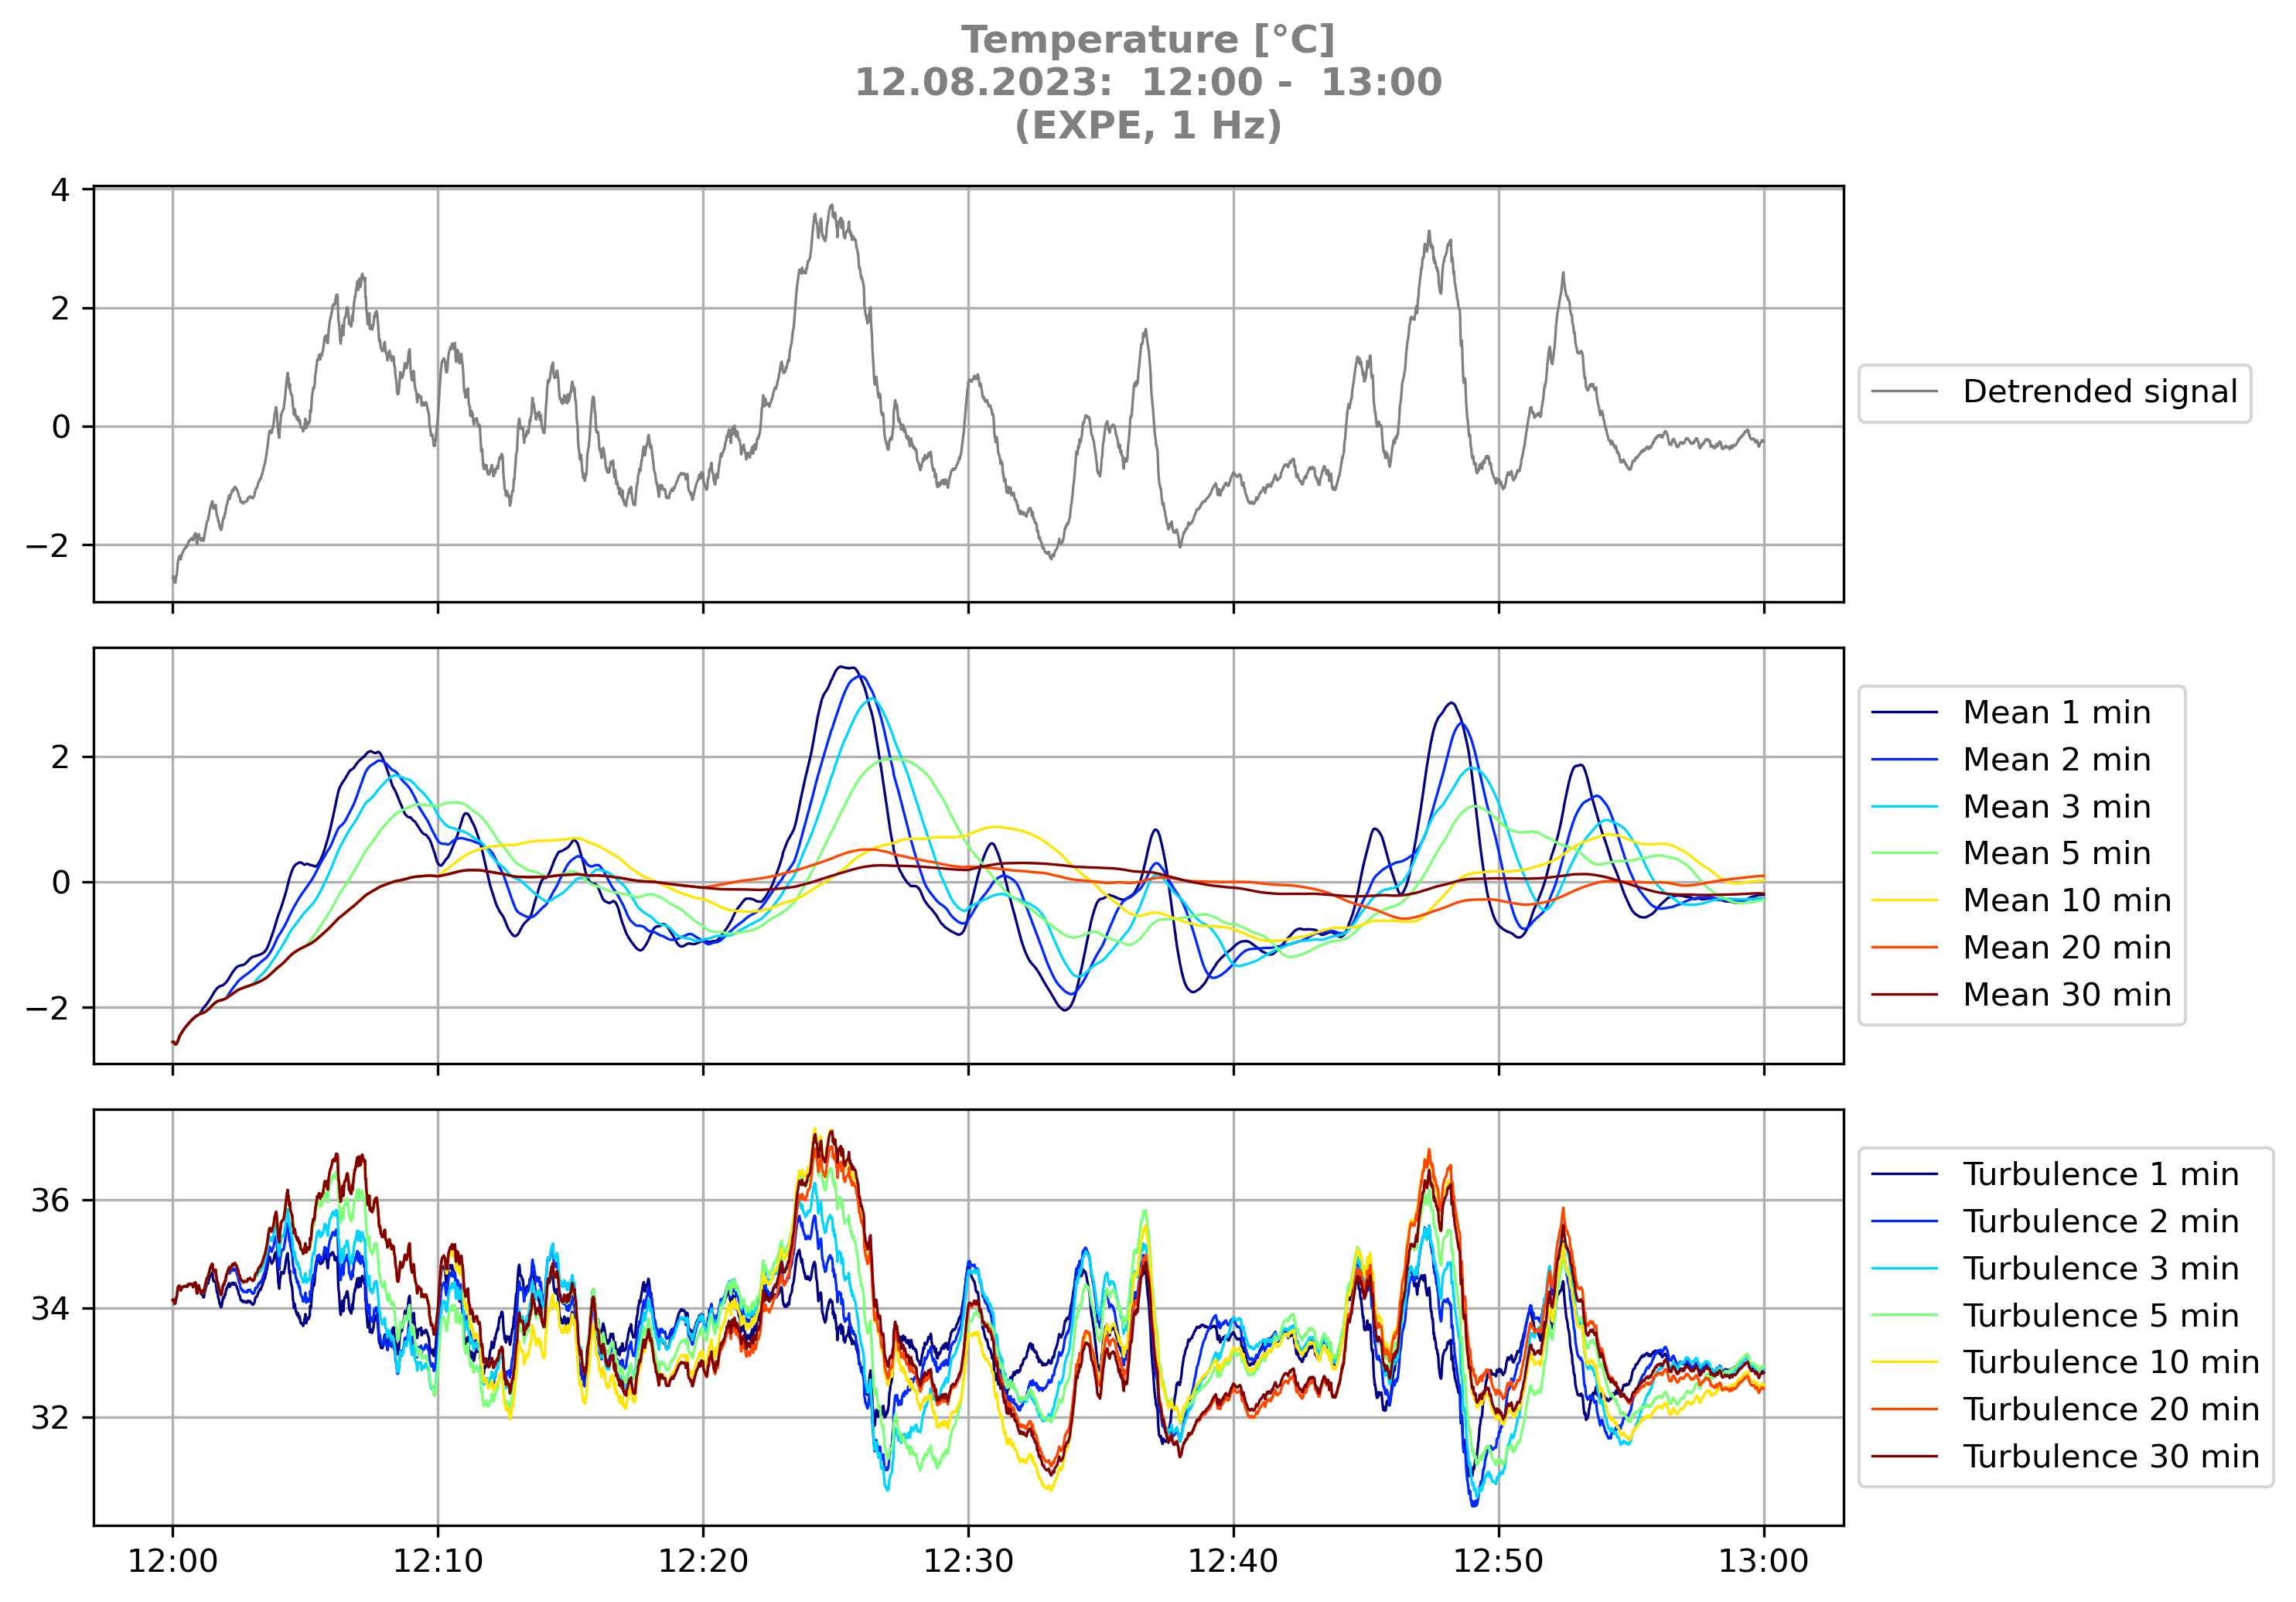 Temperature [°C]
12.08.2023:  12:00 -  13:00
(EXPE, 1 Hz)
4
2
0
−2
Detrended signal
2
0
−2
Mean 1 min
Mean 2 min
Mean 3 min
Mean 5 min
Mean 10 min
Mean 20 min
Mean 30 min
36
34
32
Turbulence 1 min
Turbulence 2 min
Turbulence 3 min
Turbulence 5 min
Turbulence 10 min
Turbulence 20 min
Turbulence 30 min
12:00 12:10 12:20 12:30 12:40 12:50 13:00